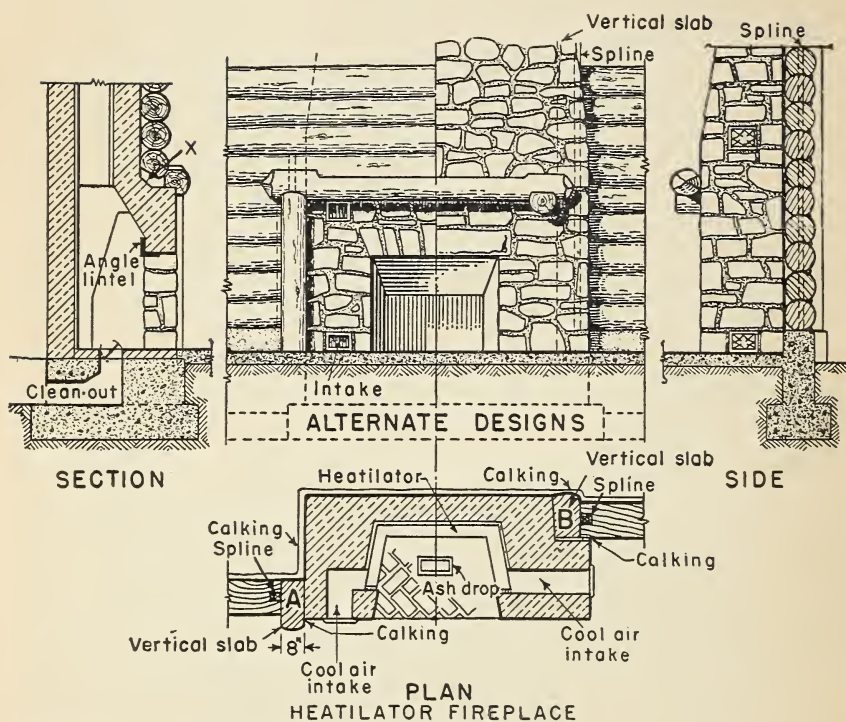 Vertical slab
Spline
Spline
X
Angle
lintel
Clean-out
Intake
ALTERNATE DESIGNS
SECTION
SIDE
Heatilator
Calking
Vertical slab
Spline
Calking
Spline
B
Calking
A
Ash drop
Vertical slab
Calking
8"
Cool air
intake
Cool air
intake
PLAN
HEATILATOR FIREPLACE